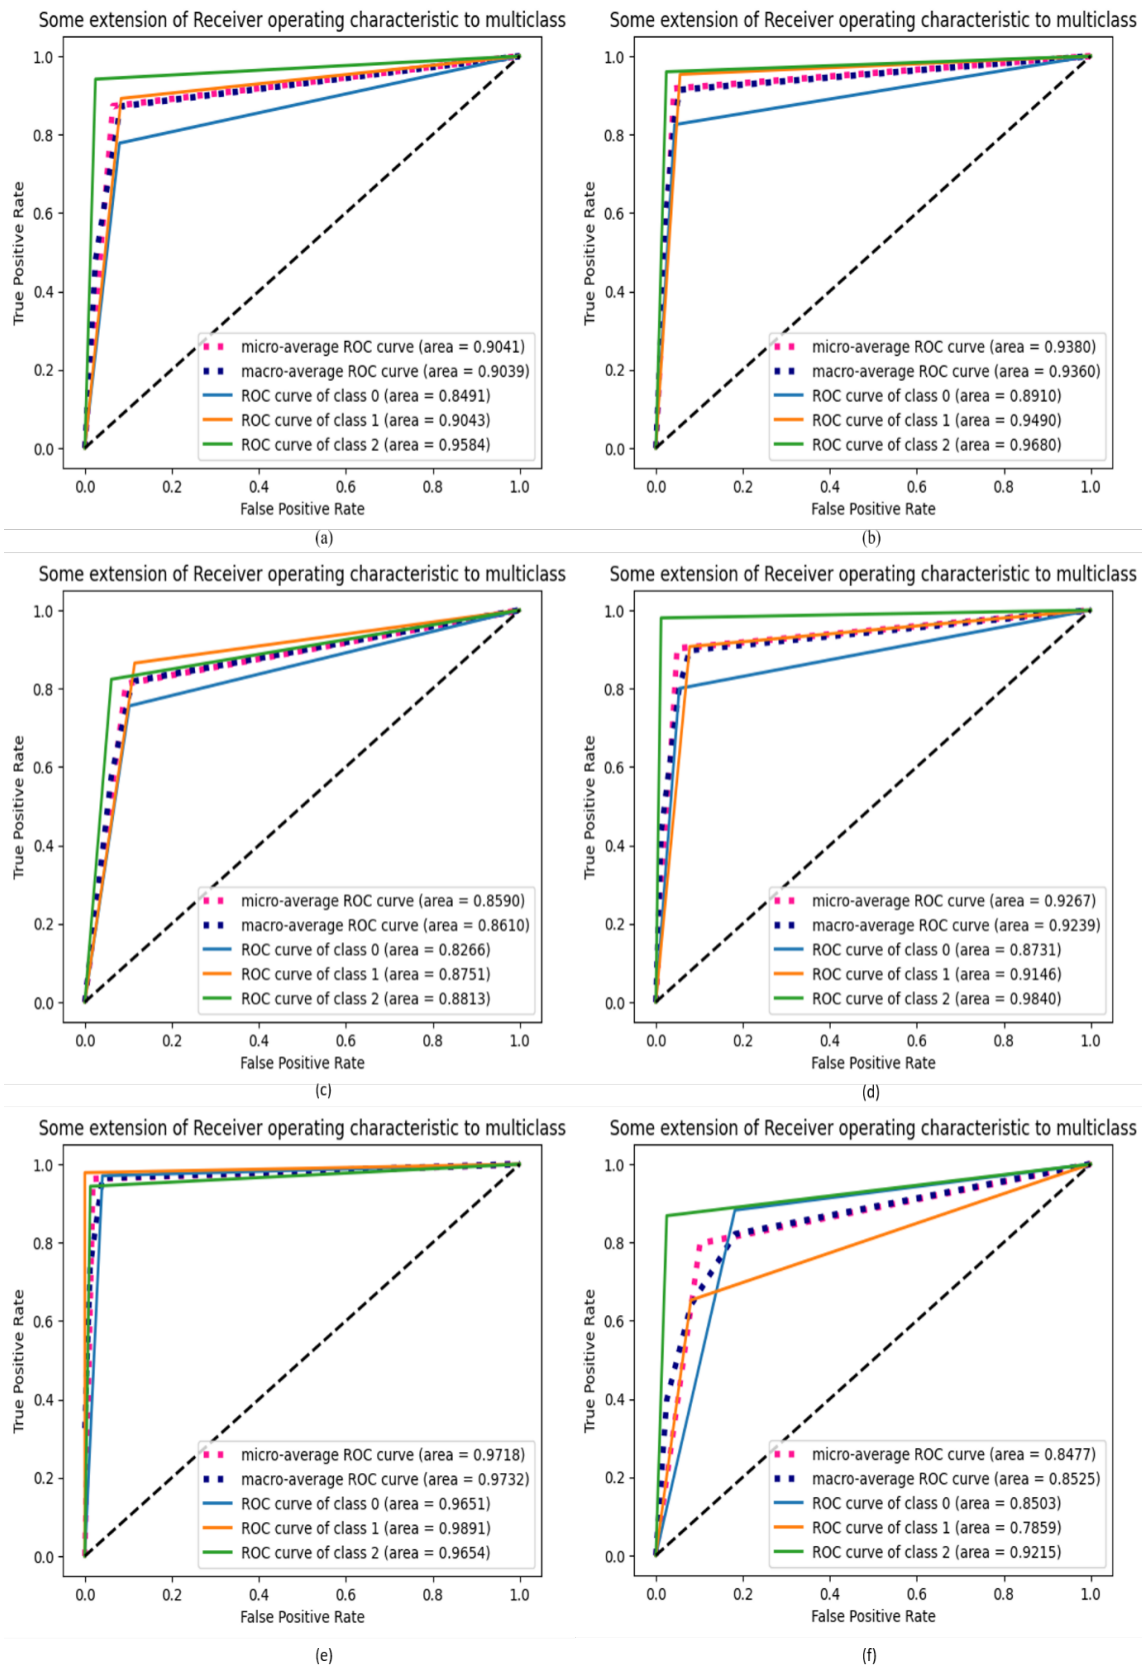 Some extension of Receiver operating characteristic to multiclass
1.0
0.8
0.6
0.4
0.2
0.0
True Positive Rate
micro-average ROC curve (area = 0.9041)
macro-average ROC curve (area = 0.9039)
ROC curve of class 0 (area = 0.8491)
ROC curve of class 1 (area = 0.9043)
ROC curve of class 2 (area = 0.9584)
0.0 0.2 0.4 0.6 0.8 1.0
False Positive Rate
(a)
Some extension of Receiver operating characteristic to multiclass
1.0
0.8
0.6
0.4
0.2
0.0
True Positive Rate
micro-average ROC curve (area = 0.9380)
macro-average ROC curve (area = 0.9360)
ROC curve of class 0 (area = 0.8910)
ROC curve of class 1 (area = 0.9490)
ROC curve of class 2 (area = 0.9680)
0.0 0.2 0.4 0.6 0.8 1.0
False Positive Rate
(b)
Some extension of Receiver operating characteristic to multiclass
1.0
0.8
0.6
0.4
0.2
0.0
True Positive Rate
micro-average ROC curve (area = 0.8590)
macro-average ROC curve (area = 0.8610)
ROC curve of class 0 (area = 0.8266)
ROC curve of class 1 (area = 0.8751)
ROC curve of class 2 (area = 0.8813)
0.0 0.2 0.4 0.6 0.8 1.0
False Positive Rate
(c)
Some extension of Receiver operating characteristic to multiclass
1.0
0.8
0.6
0.4
0.2
0.0
True Positive Rate
micro-average ROC curve (area = 0.9267)
macro-average ROC curve (area = 0.9239)
ROC curve of class 0 (area = 0.8731)
ROC curve of class 1 (area = 0.9146)
ROC curve of class 2 (area = 0.9840)
0.0 0.2 0.4 0.6 0.8 1.0
False Positive Rate
(d)
Some extension of Receiver operating characteristic to multiclass
1.0
0.8
0.6
0.4
0.2
0.0
True Positive Rate
micro-average ROC curve (area = 0.9718)
macro-average ROC curve (area = 0.9732)
ROC curve of class 0 (area = 0.9651)
ROC curve of class 1 (area = 0.9891)
ROC curve of class 2 (area = 0.9654)
0.0 0.2 0.4 0.6 0.8 1.0
False Positive Rate
(e)
Some extension of Receiver operating characteristic to multiclass
1.0
0.8
0.6
0.4
0.2
0.0
True Positive Rate
micro-average ROC curve (area = 0.8477)
macro-average ROC curve (area = 0.8525)
ROC curve of class 0 (area = 0.8503)
ROC curve of class 1 (area = 0.7859)
ROC curve of class 2 (area = 0.9215)
0.0 0.2 0.4 0.6 0.8 1.0
False Positive Rate
(f)